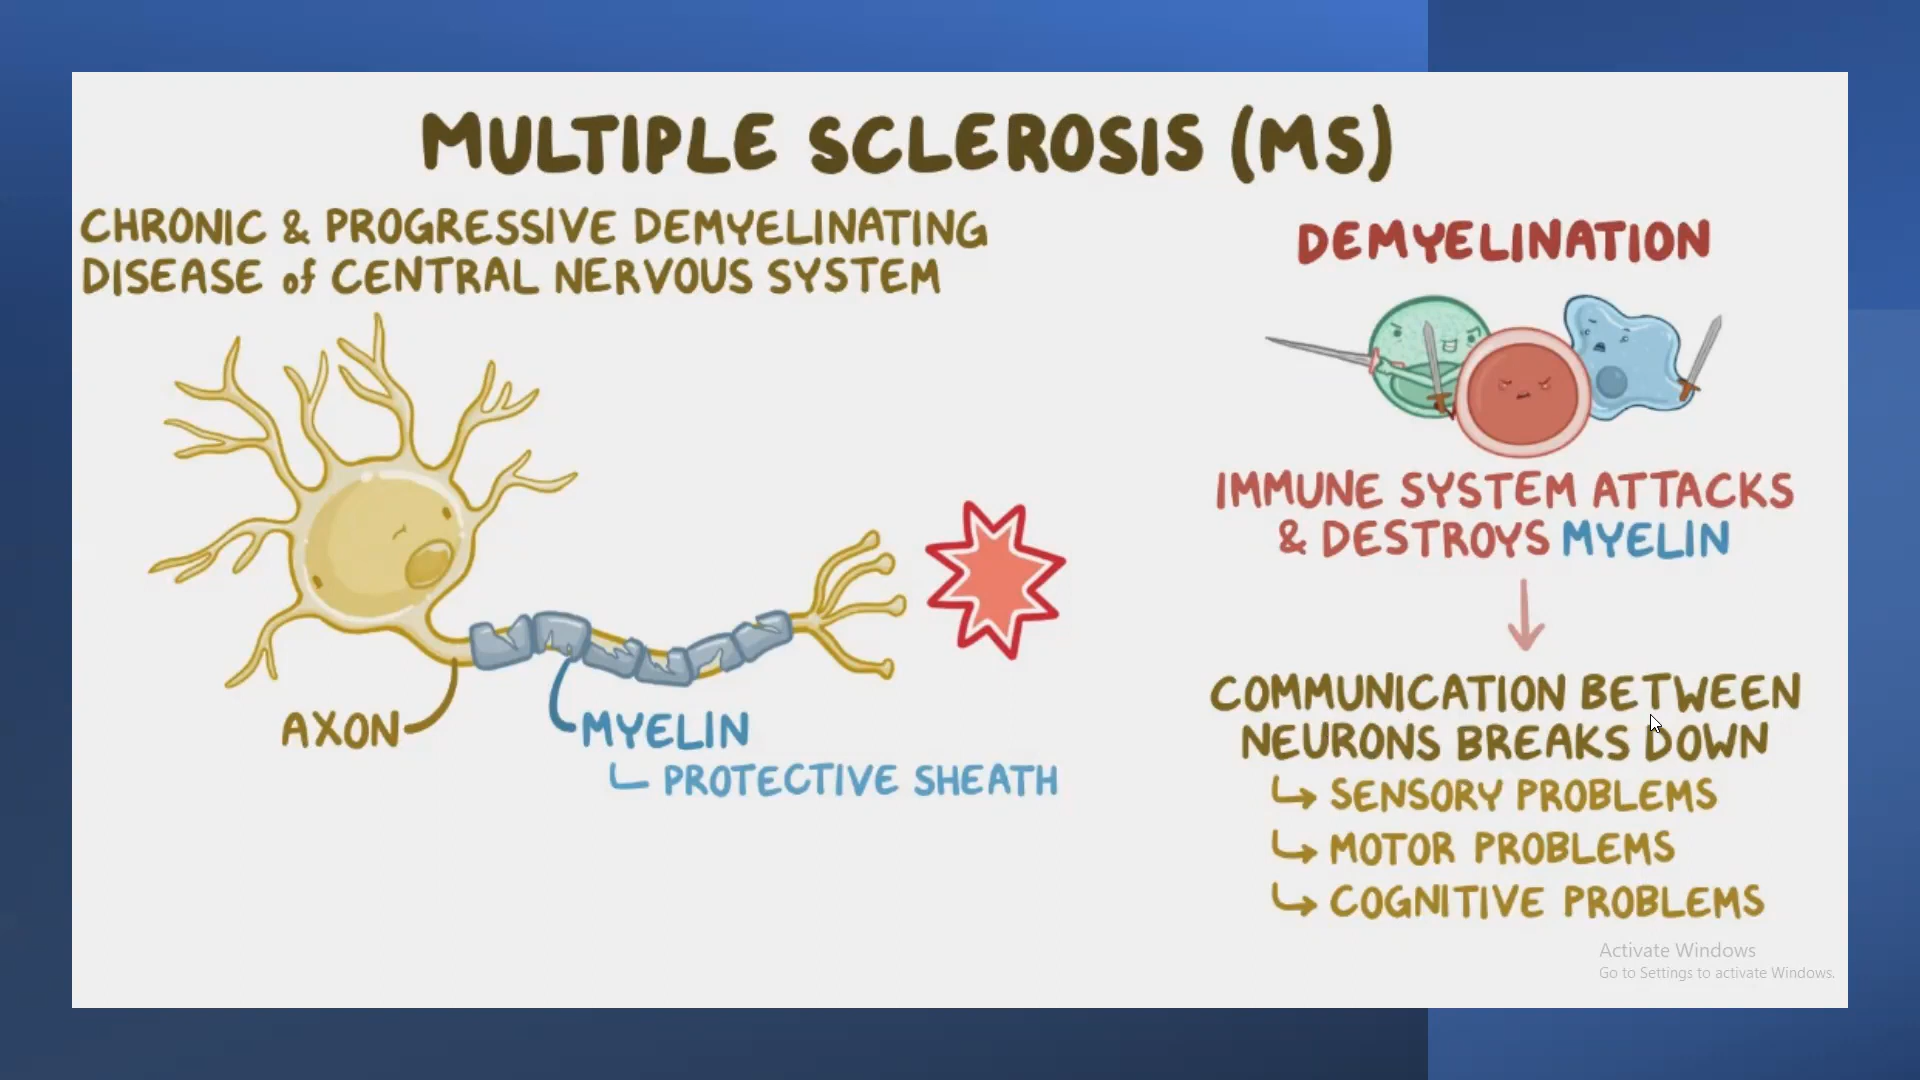 MULTIPLE SCLEROSIS (MS)
CHRONIC & PROGRESSIVE DEMYELINATING
DISEASE of CENTRAL NERVOUS SYSTEM
AXON
MYELIN
PROTECTIVE SHEATH
DEMYELINATION
IMMUNE SYSTEM ATTACKS
& DESTROYS MYELIN
COMMUNICATION BETWEEN
NEURONS BREAKS DOWN
SENSORY PROBLEMS
MOTOR PROBLEMS
COGNITIVE PROBLEMS
Activate Windows
Go to Settings to activate Windows.